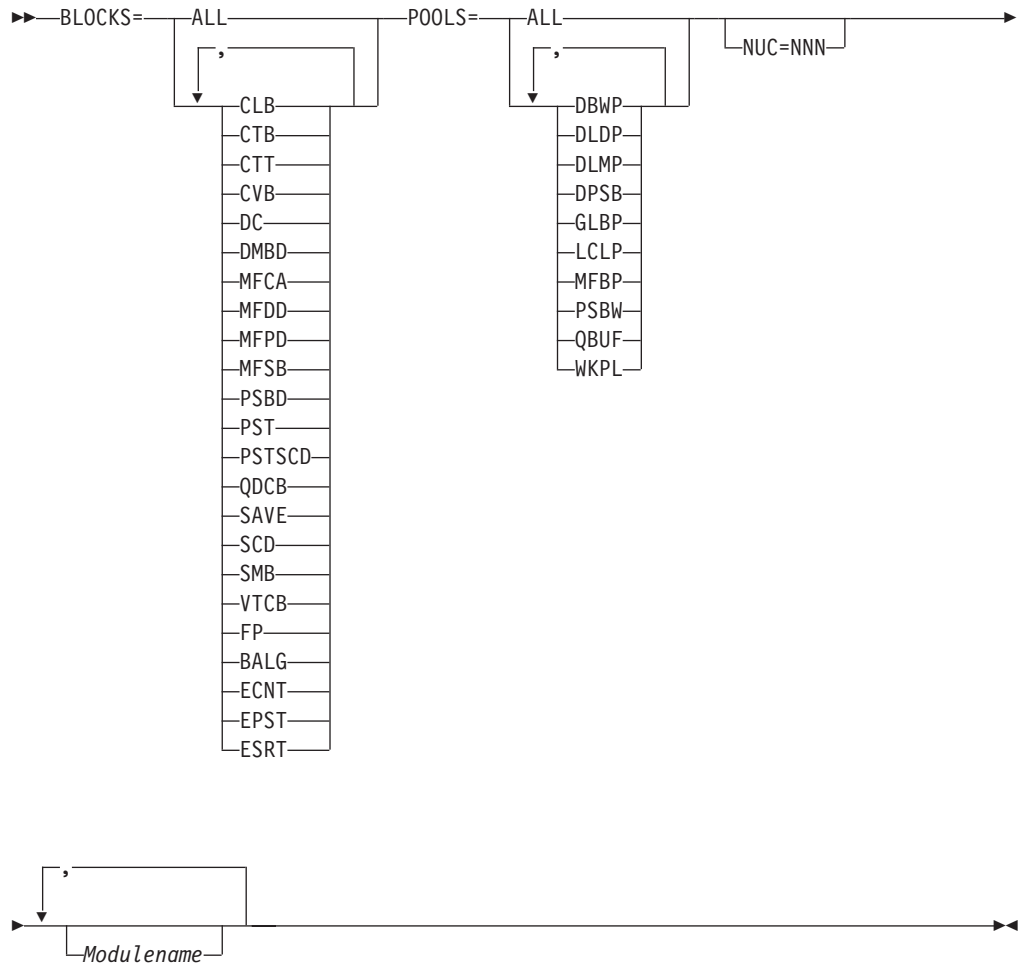 BLOCKS= ALL POOLS= ALL
, , NUC=NNN
CLB DBWP
CTB DLDP
CTT DLMP
CVB DPSB
DC GLBP
DMBD LCLP
MFCA MFBP
MFDD PSBW
MFPD QBUF
MFSB WKPL
PSBD
PST
PSTSCD
QDCB
SAVE
SCD
SMB
VTCB
FP
BALG
ECNT
EPST
ESRT
,
Modulename